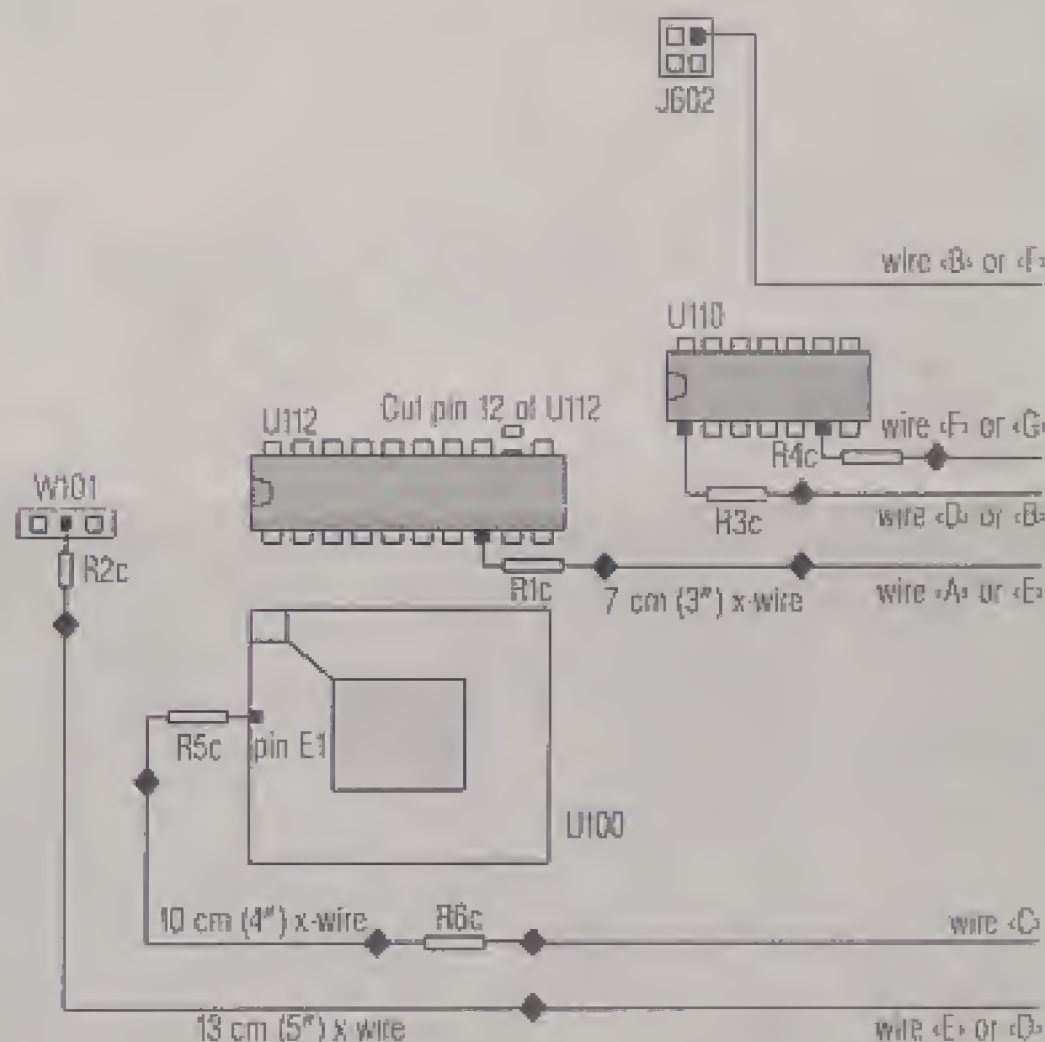 J602
wire ‹B› or ‹F›
U110
U112
Cut pin 12 of U112
wire ‹F› or ‹G›
R4c
W101
R3c
wire ‹D› or ‹B›
R2c
R1c
7 cm (3") x-wire
wire ‹A› or ‹E›
R5c
pin E1
U100
10 cm (4") x-wire
R6c
wire ‹C›
13 cm (5") x-wire
wire ‹E› or ‹D›